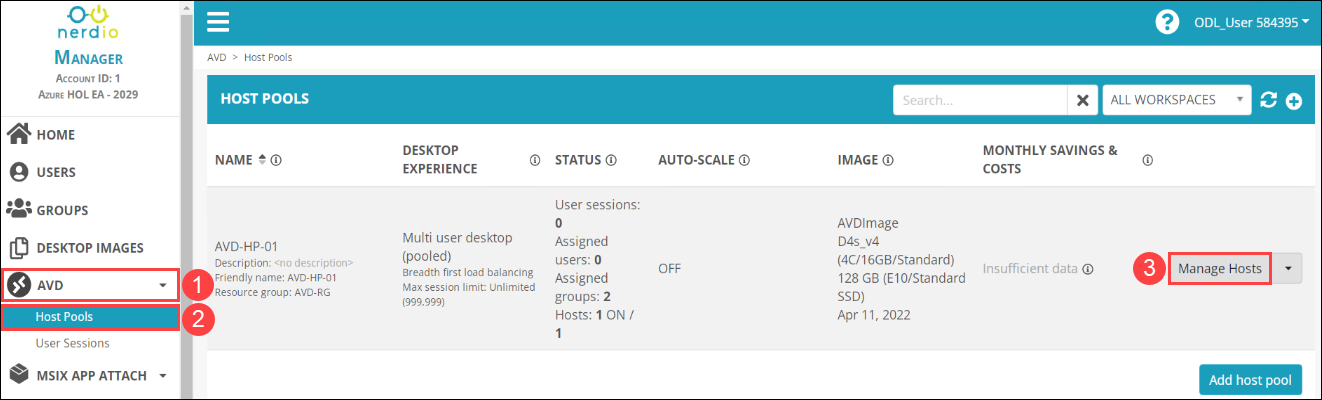 nerdio
MANAGER
ACCOUNT ID: 1
AZURE HOL EA - 2029
HOME
USERS
GROUPS
DESKTOP IMAGES
AVD
1
Host Pools
2
User Sessions
MSIX APP ATTACH
ODL_User 584395
AVD > Host Pools
HOST POOLS
Search...
ALL WORKSPACES
NAME
DESKTOP
EXPERIENCE
STATUS
AUTO-SCALE
IMAGE
MONTHLY SAVINGS &
COSTS
AVD-HP-01
Description: <no description>
Friendly name: AVD-HP-01
Resource group: AVD-RG
Multi user desktop
(pooled)
Breadth first load balancing
Max session limit: Unlimited
(999,999)
User sessions:
0
Assigned
users: 0
Assigned
groups: 2
Hosts: 1 ON /
1
OFF
AVDImage
D4s_v4
(4C/16GB/Standard)
128 GB (E10/Standard
SSD)
Apr 11, 2022
Insufficient data
3
Manage Hosts
Add host pool